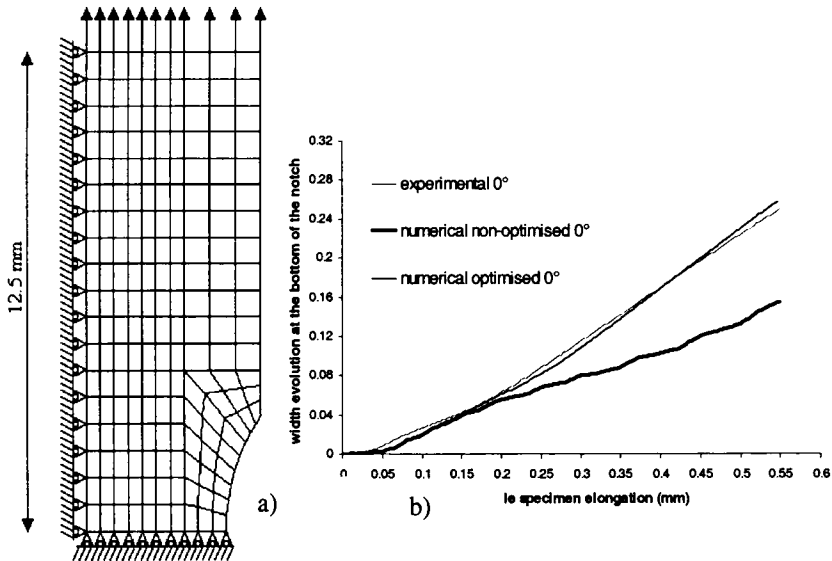 12.5 mm
a)
width evolution at the bottom of the notch
0.32
0.28
0.24
0.2
0.16
0.12
0.08
0.04
0
experimental 0°
numerical non-optimised 0°
numerical optimised 0°
0 0.05 0.1 0.15 0.2 0.25 0.3 0.35 0.4 0.45 0.5 0.55 0.6
b)
le specimen elongation (mm)